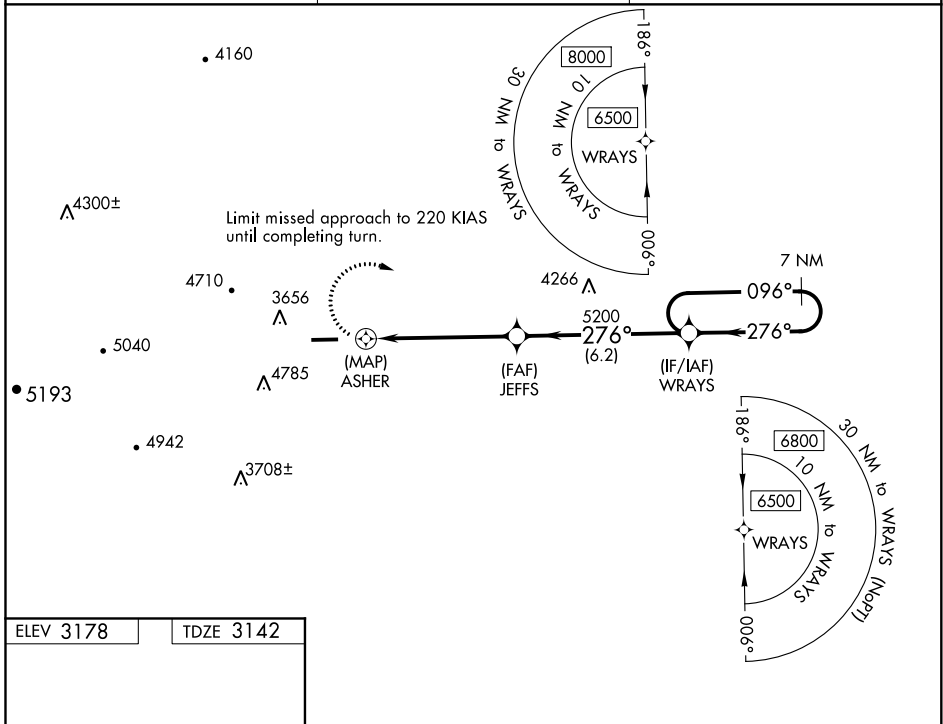 4160
186°
8000
30 NM to WRAYS
10 NM to WRAYS
6500
WRAYS
006°
4300±
Limit missed approach to 220 KIAS
until completing turn.
4710
3656
4266
7 NM
096°
5200
276°
(6.2)
276°
5040
(MAP)
ASHER
(FAF)
JEFFS
(IF/IAF)
WRAYS
4785
5193
186°
6800
30 NM to WRAYS (NoPT)
10 NM to WRAYS
6500
WRAYS
006°
4942
3708±
ELEV 3178
TDZE 3142